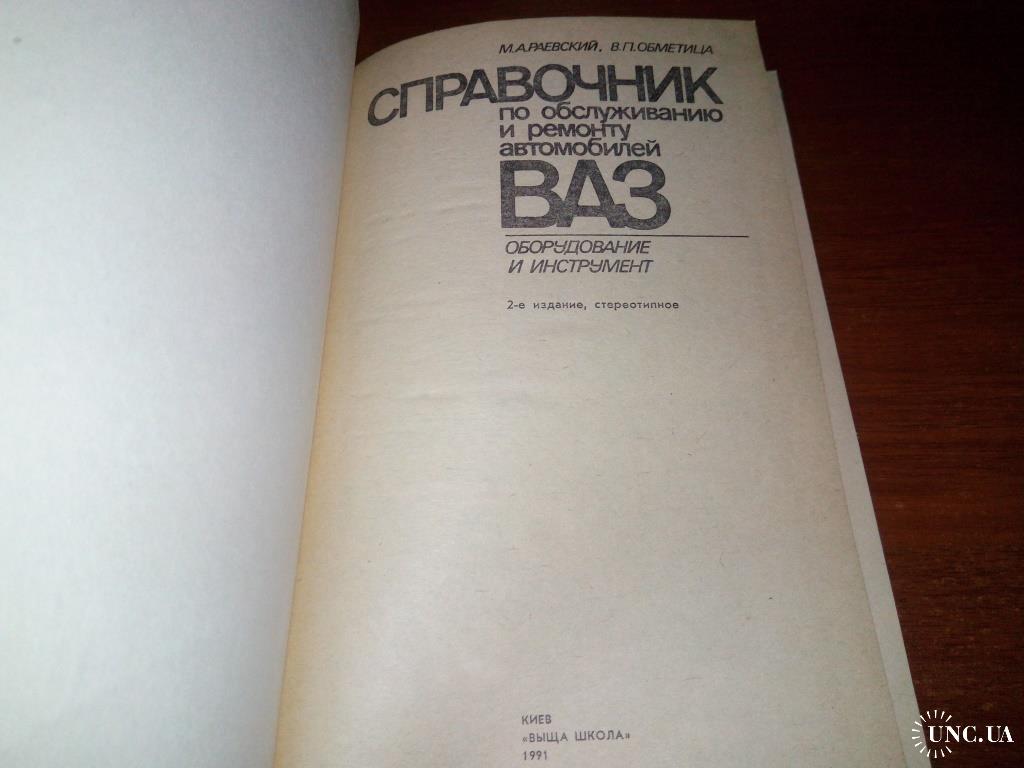 М.А.РАЕВСКИЙ, В.П.ОБМЕТИЦА
СПРАВОЧНИК
по обслуживанию
и ремонту
автомобилей
ВАЗ
ОБОРУДОВАНИЕ
И ИНСТРУМЕНТ
2-е издание, стереотипное
КИЕВ
«ВЫЩА ШКОЛА»
1991
UNC.UA